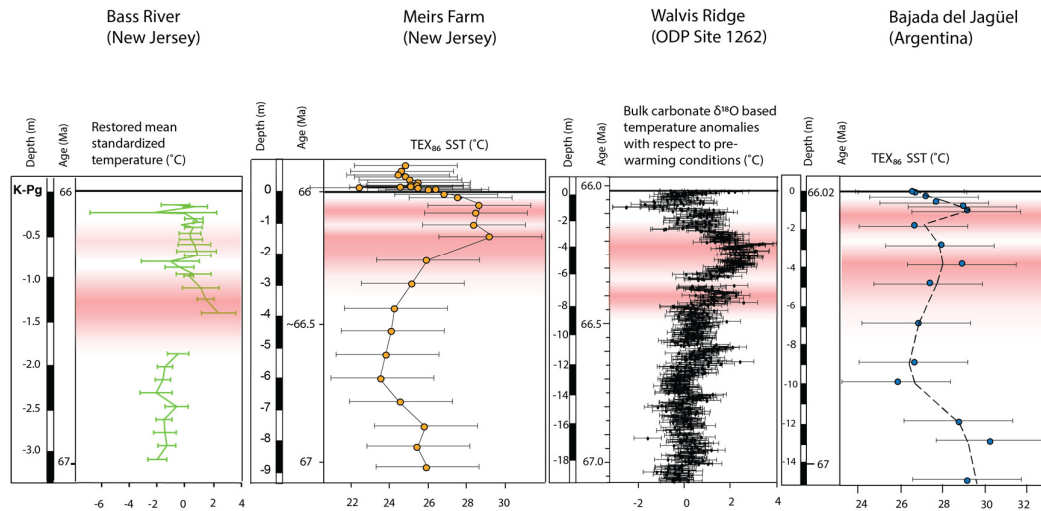 Bass River
(New Jersey)
Meirs Farm
(New Jersey)
Walvis Ridge
(ODP Site 1262)
Bajada del Jagüel
(Argentina)
Depth (m)
Age (Ma)
Restored mean
standardized
temperature (˚C)
K-Pg
66
-0.5
-1.0
-1.5
-2.0
-2.5
-3.0
67
-6
-4
-2
0
2
4
Depth (m)
Age (Ma)
TEX86 SST (˚C)
0
-1
-2
-3
-4
-5
-6
-7
-8
-9
66
~66.5
67
22
24
26
28
30
Depth (m)
Age (Ma)
Bulk carbonate δ18O based
temperature anomalies
with respect to pre-
warming conditions (˚C)
66.0
66.5
67.0
0
-2
-4
-6
-8
-10
-12
-14
-16
-18
-2
0
2
4
Depth (m)
Age (Ma)
TEX86 SST (˚C)
0
-2
-4
-6
-8
-10
-12
-14
66.02
67
24
26
28
30
32